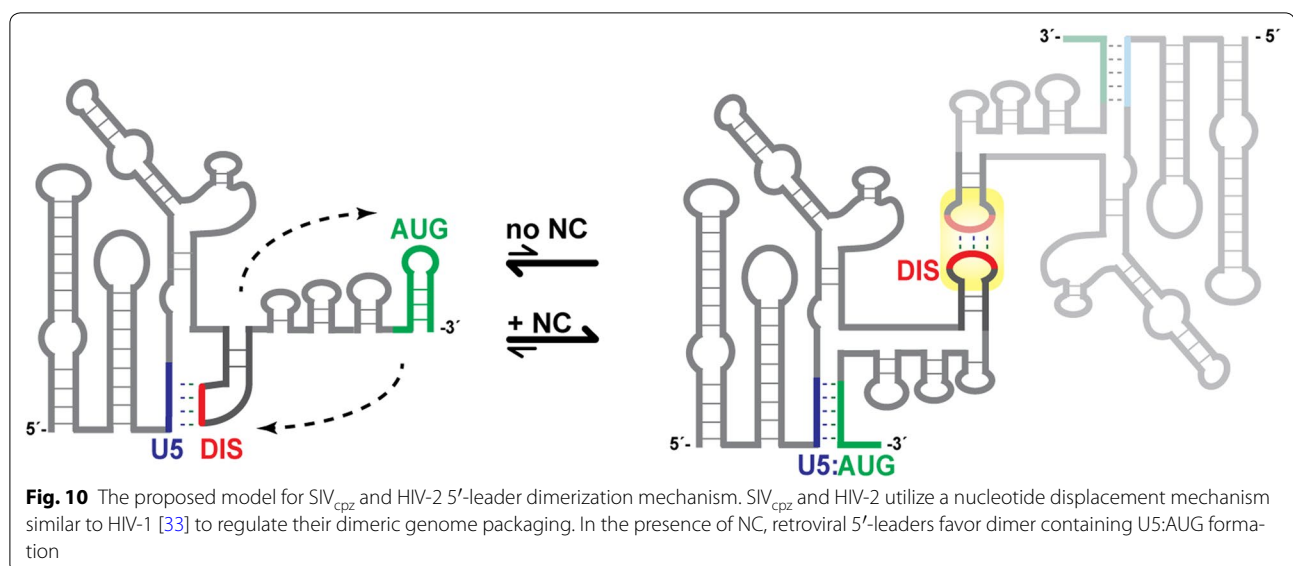 3´-
- 5´
AUG
no NC
DIS
+ NC
-3´
5´-
U5 DIS
5´-
-3´
U5:AUG
Fig. 10 The proposed model for SIVcpz and HIV-2 5′-leader dimerization mechanism. SIVcpz and HIV-2 utilize a nucleotide displacement mechanism
similar to HIV-1 [33] to regulate their dimeric genome packaging. In the presence of NC, retroviral 5′-leaders favor dimer containing U5:AUG forma-
tion